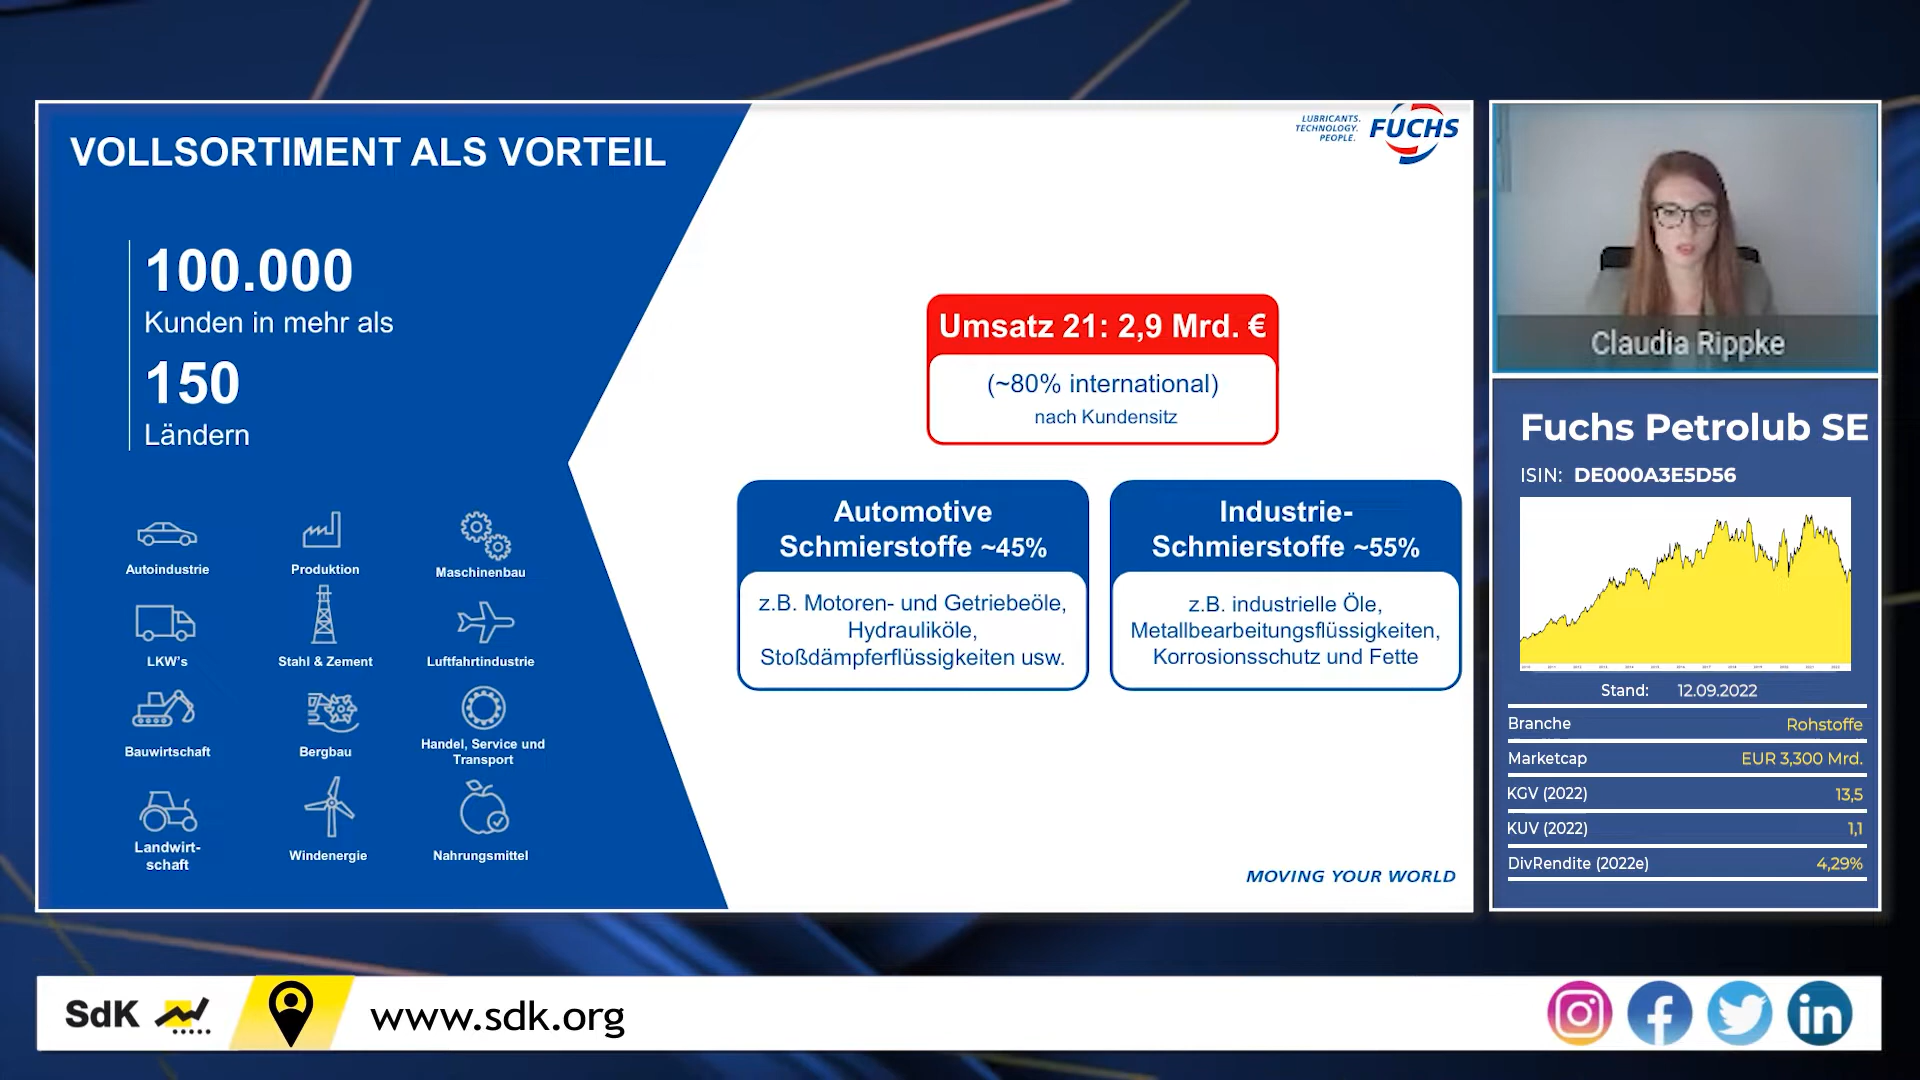 VOLLSORTIMENT ALS VORTEIL
100.000
Kunden in mehr als
150
Ländern
Autoindustrie
Produktion
Maschinenbau
LKW's
Stahl & Zement
Luftfahrtindustrie
Bauwirtschaft
Bergbau
Handel, Service und
Transport
Landwirt-
schaft
Windenergie
Nahrungsmittel
LUBRICANTS.
TECHNOLOGY.
PEOPLE.
FUCHS
Umsatz 21: 2,9 Mrd. €
(~80% international)
nach Kundensitz
Automotive
Schmierstoffe ~45%
z.B. Motoren- und Getriebeöle,
Hydrauliköle,
Stoßdämpferflüssigkeiten usw.
Industrie-
Schmierstoffe ~55%
z.B. industrielle Öle,
Metallbearbeitungsflüssigkeiten,
Korrosionsschutz und Fette
MOVING YOUR WORLD
Claudia Rippke
Fuchs Petrolub SE
ISIN: DE000A3E5D56
Stand: 12.09.2022
Branche Rohstoffe
Marketcap EUR 3,300 Mrd.
KGV (2022) 13,5
KUV (2022) 1,1
DivRendite (2022e) 4,29%
SdK
www.sdk.org